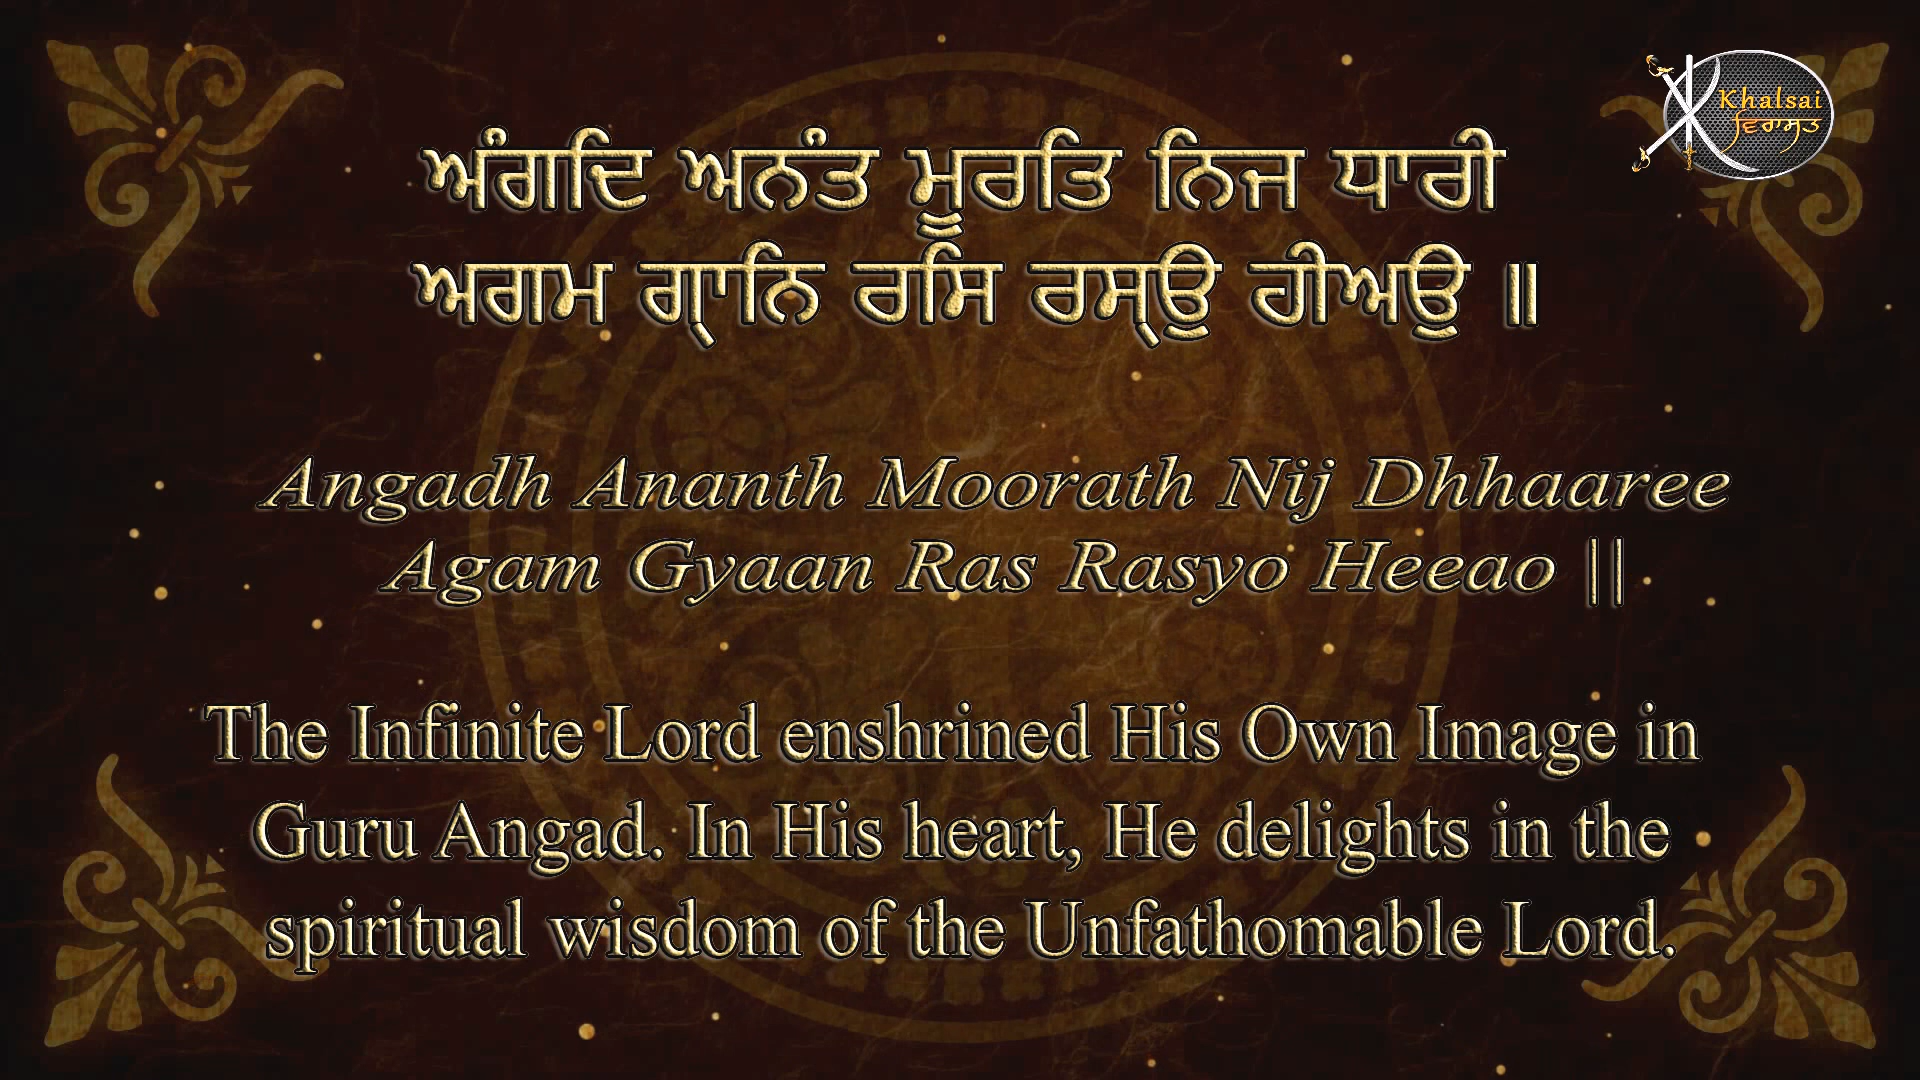 Khalsai
ਵਿਰਾਸਤ
ਅੰਗਦਿ ਅਨੰਤ ਮੂਰਤਿ ਨਿਜ ਧਾਰੀ
ਅਗਮ ਗ੍ਾਨਿ ਰਸਿ ਰਸ੍ਉ ਹੀਅਉ ॥
Angadh Ananth Moorath Nij Dhhaaree
Agam Gyaan Ras Rasyo Heeao ||
The Infinite Lord enshrined His Own Image in
Guru Angad. In His heart, He delights in the
spiritual wisdom of the Unfathomable Lord.